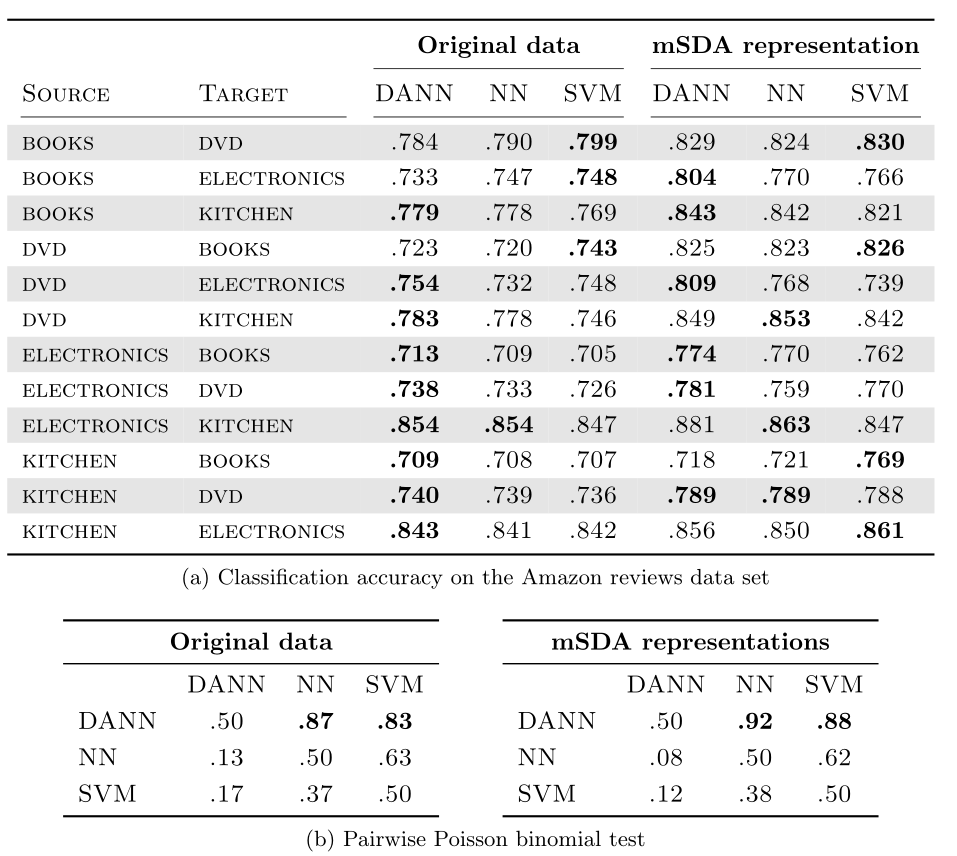 Original data mSDA representation
Source Target DANN NN SVM DANN NN SVM
BOOKS DVD .784 .790 .799 .829 .824 .830
BOOKS ELECTRONICS .733 .747 .748 .804 .770 .766
BOOKS KITCHEN .779 .778 .769 .843 .842 .821
DVD BOOKS .723 .720 .743 .825 .823 .826
DVD ELECTRONICS .754 .732 .748 .809 .768 .739
DVD KITCHEN .783 .778 .746 .849 .853 .842
ELECTRONICS BOOKS .713 .709 .705 .774 .770 .762
ELECTRONICS DVD .738 .733 .726 .781 .759 .770
ELECTRONICS KITCHEN .854 .854 .847 .881 .863 .847
KITCHEN BOOKS .709 .708 .707 .718 .721 .769
KITCHEN DVD .740 .739 .736 .789 .789 .788
KITCHEN ELECTRONICS .843 .841 .842 .856 .850 .861
(a) Classification accuracy on the Amazon reviews data set
Original data
DANN NN SVM
DANN .50 .87 .83
NN .13 .50 .63
SVM .17 .37 .50
mSDA representations
DANN NN SVM
DANN .50 .92 .88
NN .08 .50 .62
SVM .12 .38 .50
(b) Pairwise Poisson binomial test